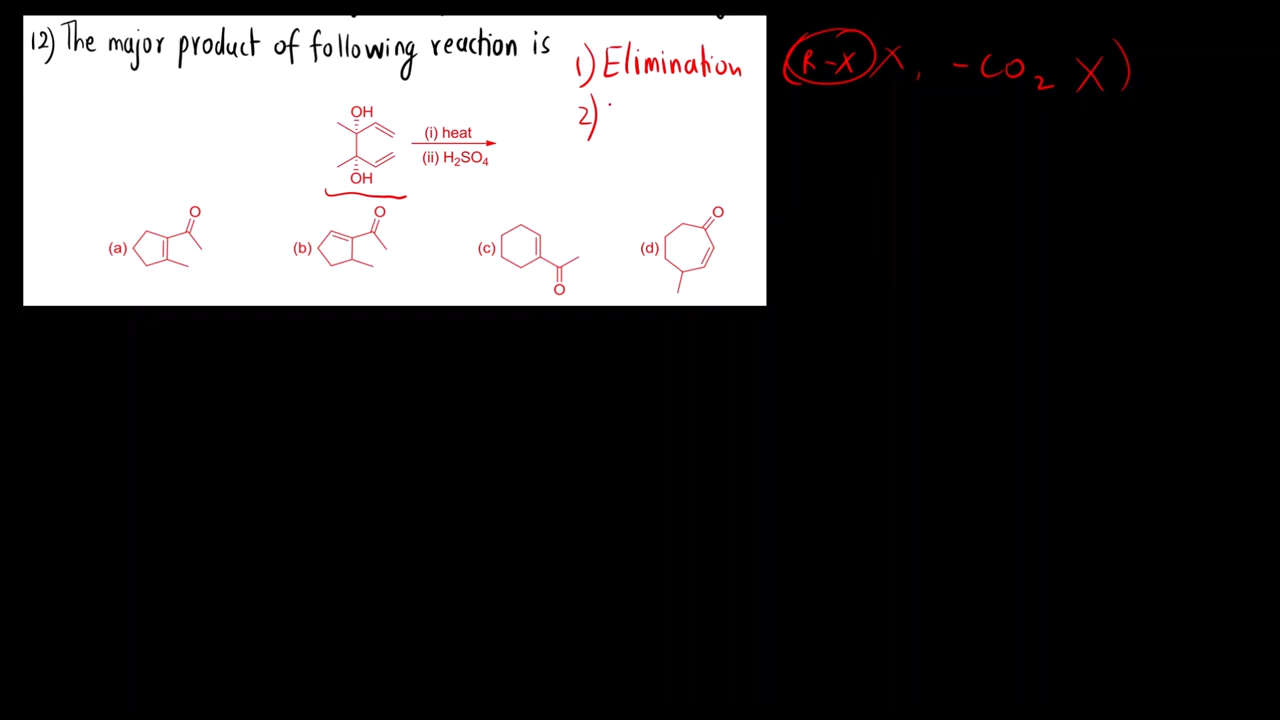 12) The major product of following reaction is
1) Elimination (R-X) X, -CO2 X)
2)
OH
(i) heat
(ii) H2SO4
OH
(a) O
(b) O
(c) O
(d) O